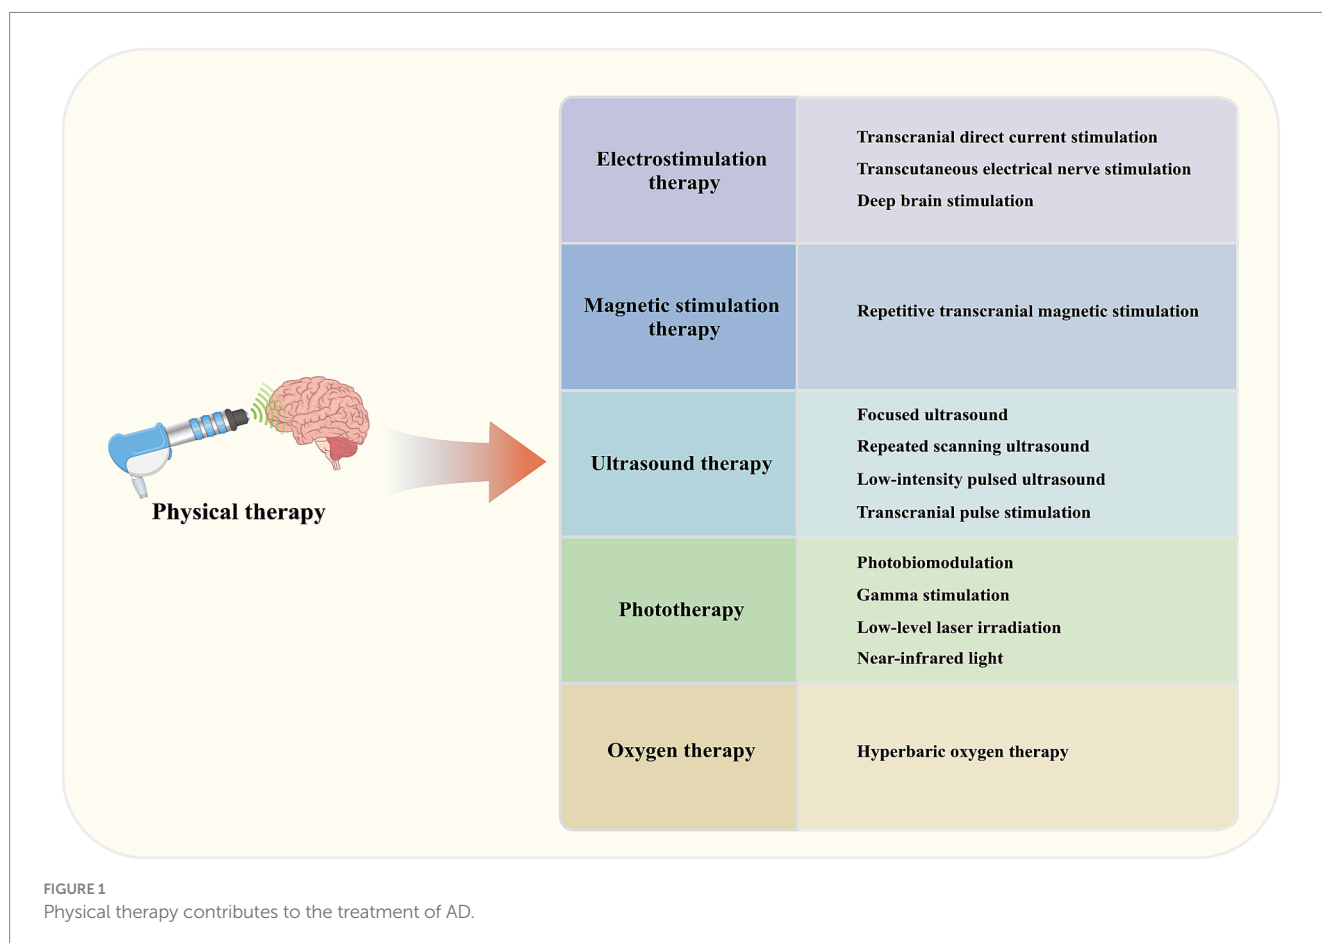 Physical therapy
Electrostimulation
therapy
Transcranial direct current stimulation
Transcutaneous electrical nerve stimulation
Deep brain stimulation
Magnetic stimulation
therapy
Repetitive transcranial magnetic stimulation
Ultrasound therapy
Focused ultrasound
Repeated scanning ultrasound
Low-intensity pulsed ultrasound
Transcranial pulse stimulation
Phototherapy
Photobiomodulation
Gamma stimulation
Low-level laser irradiation
Near-infrared light
Oxygen therapy
Hyperbaric oxygen therapy
FIGURE 1
Physical therapy contributes to the treatment of AD.